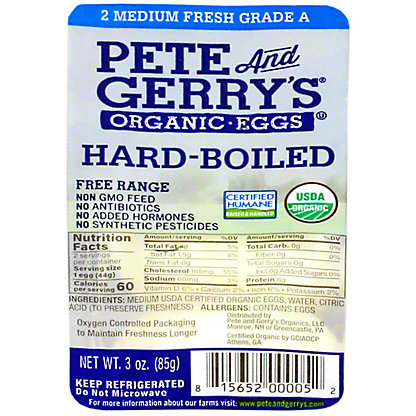 2 MEDIUM FRESH GRADE A
PETE And
GERRY'S®
ORGANIC·EGGS
HARD-BOILED
FREE RANGE
NON GMO FEED
NO ANTIBIOTICS
NO ADDED HORMONES
NO SYNTHETIC PESTICIDES
CERTIFIED
HUMANE
RAISED & HANDLED
USDA
ORGANIC
Nutrition
Facts
2 servings
per container
Serving size
1 egg (44g)
Calories
per serving 60
Amount/serving %DV
Total Fat 4g 5%
Sat Fat 1.5g 8%
Trans Fat 0g
Cholesterol 165mg 55%
Sodium 60mg 3%
Amount/serving %DV
Total Carb. 0g 0%
Fiber 0g 0%
Total Sugars 0g
Incl 0g Added Sugars 0%
Protein
Vitamin D 6% • Calcium 2% • Iron 6% • Potassium 2%
INGREDIENTS: MEDIUM USDA CERTIFIED ORGANIC EGGS, WATER, CITRIC
ACID (TO PRESERVE FRESHNESS) ALLERGENS: CONTAINS EGGS
Oxygen Controlled Packaging
to Maintain Freshness Longer
Distributed by
Pete and Gerry's Organics, LLC
Monroe, NH or Greencastle, PA
Certified Organic by GCIAOCP
Athens, GA
NET WT. 3 oz. (85g)
KEEP REFRIGERATED
Do Not Microwave
8 15652 00005 2
For more information about our farms visit: www.peteandgerrys.com